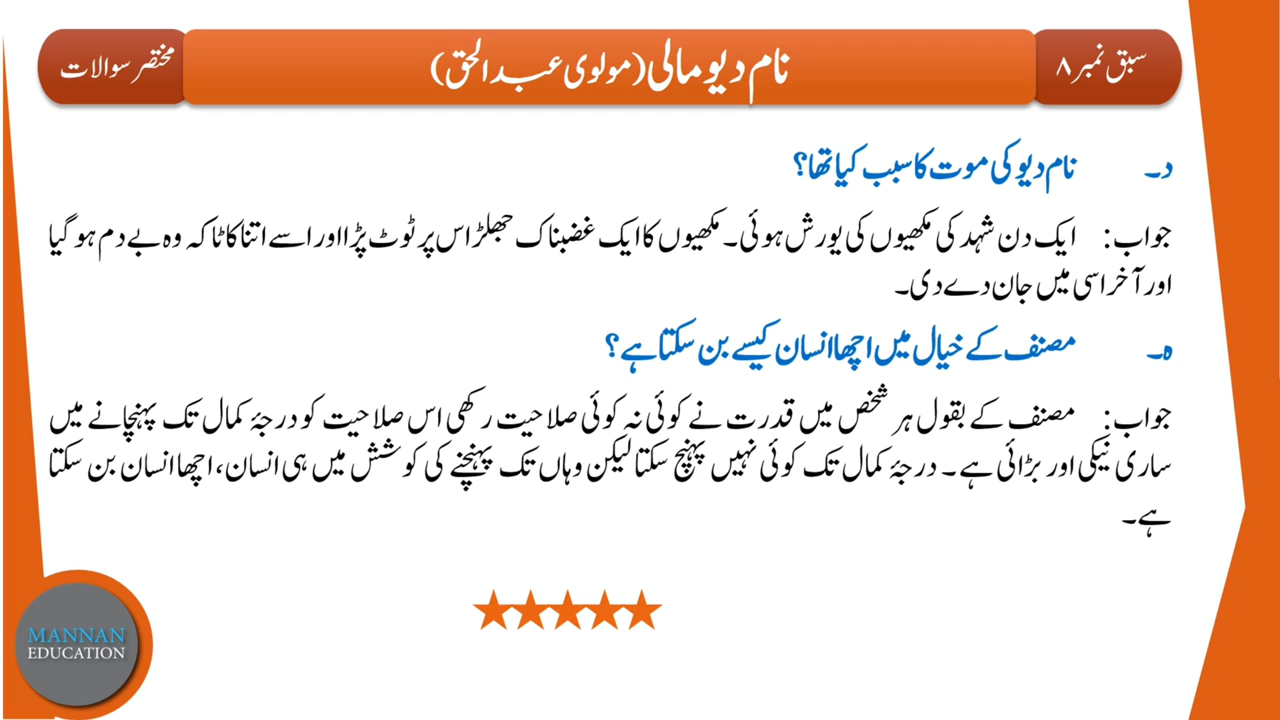 سبق نمبر ۸
نام دیو مالی (مولوی عبدالحق)
مختصر سوالات
د۔ نام دیو کی موت کا سبب کیا تھا؟
جواب: ایک دن شہد کی مکھیوں کی یورش ہوئی۔ مکھیوں کا ایک غضبناک جھلڑ اس پر ٹوٹ پڑا اور اسے اتنا کاٹا کہ وہ بے دم ہو گیا
اور آخر اسی میں جان دے دی۔
ہ۔ مصنف کے خیال میں اچھا انسان کیسے بن سکتا ہے؟
جواب: مصنف کے بقول ہر شخص میں قدرت نے کوئی نہ کوئی صلاحیت رکھی اس صلاحیت کو درجۂ کمال تک پہنچانے میں
ساری نیکی اور بڑائی ہے۔ درجۂ کمال تک کوئی نہیں پہنچ سکتا لیکن وہاں تک پہنچنے کی کوشش میں ہی انسان، اچھا انسان بن سکتا
ہے۔
MANNAN
EDUCATION